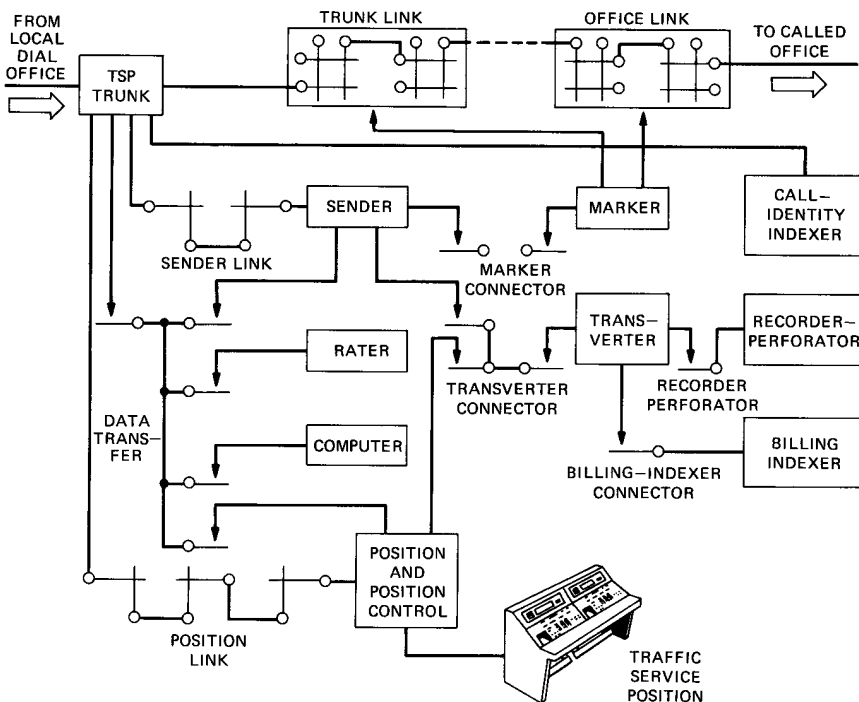 TRUNK LINK
OFFICE LINK
FROM
LOCAL
DIAL
OFFICE
TO CALLED
OFFICE
TSP
TRUNK
SENDER
MARKER
CALL–
IDENTITY
INDEXER
SENDER LINK
MARKER
CONNECTOR
RATER
TRANS–
VERTER
RECORDER–
PERFORATOR
TRANSVERTER
CONNECTOR
RECORDER
PERFORATOR
DATA
TRANS–
FER
COMPUTER
BILLING
INDEXER
BILLING–INDEXER
CONNECTOR
POSITION
AND
POSITION
CONTROL
POSITION
LINK
TRAFFIC
SERVICE
POSITION